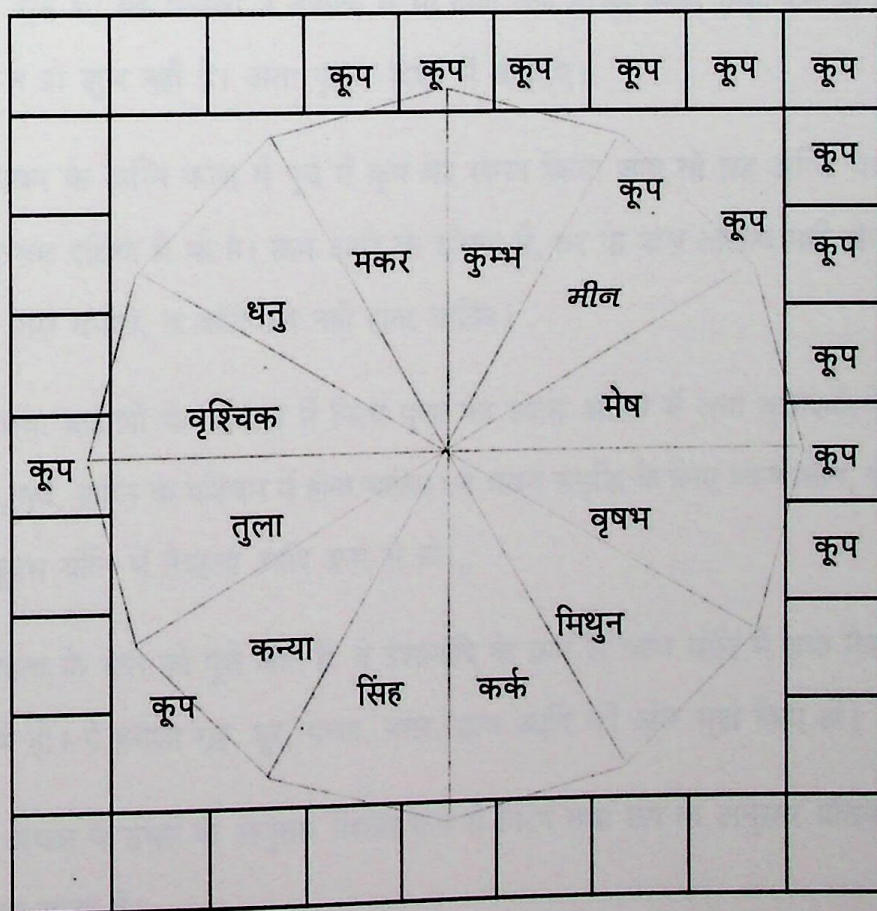 कूप कूप कूप कूप कूप कूप
कूप
कूप
कूप कूप
मकर कुम्भ
धनु मीन
कूप
वृश्चिक मेष
कूप कूप
तुला वृषभ कूप
कन्या मिथुन
कूप सिंह कर्क